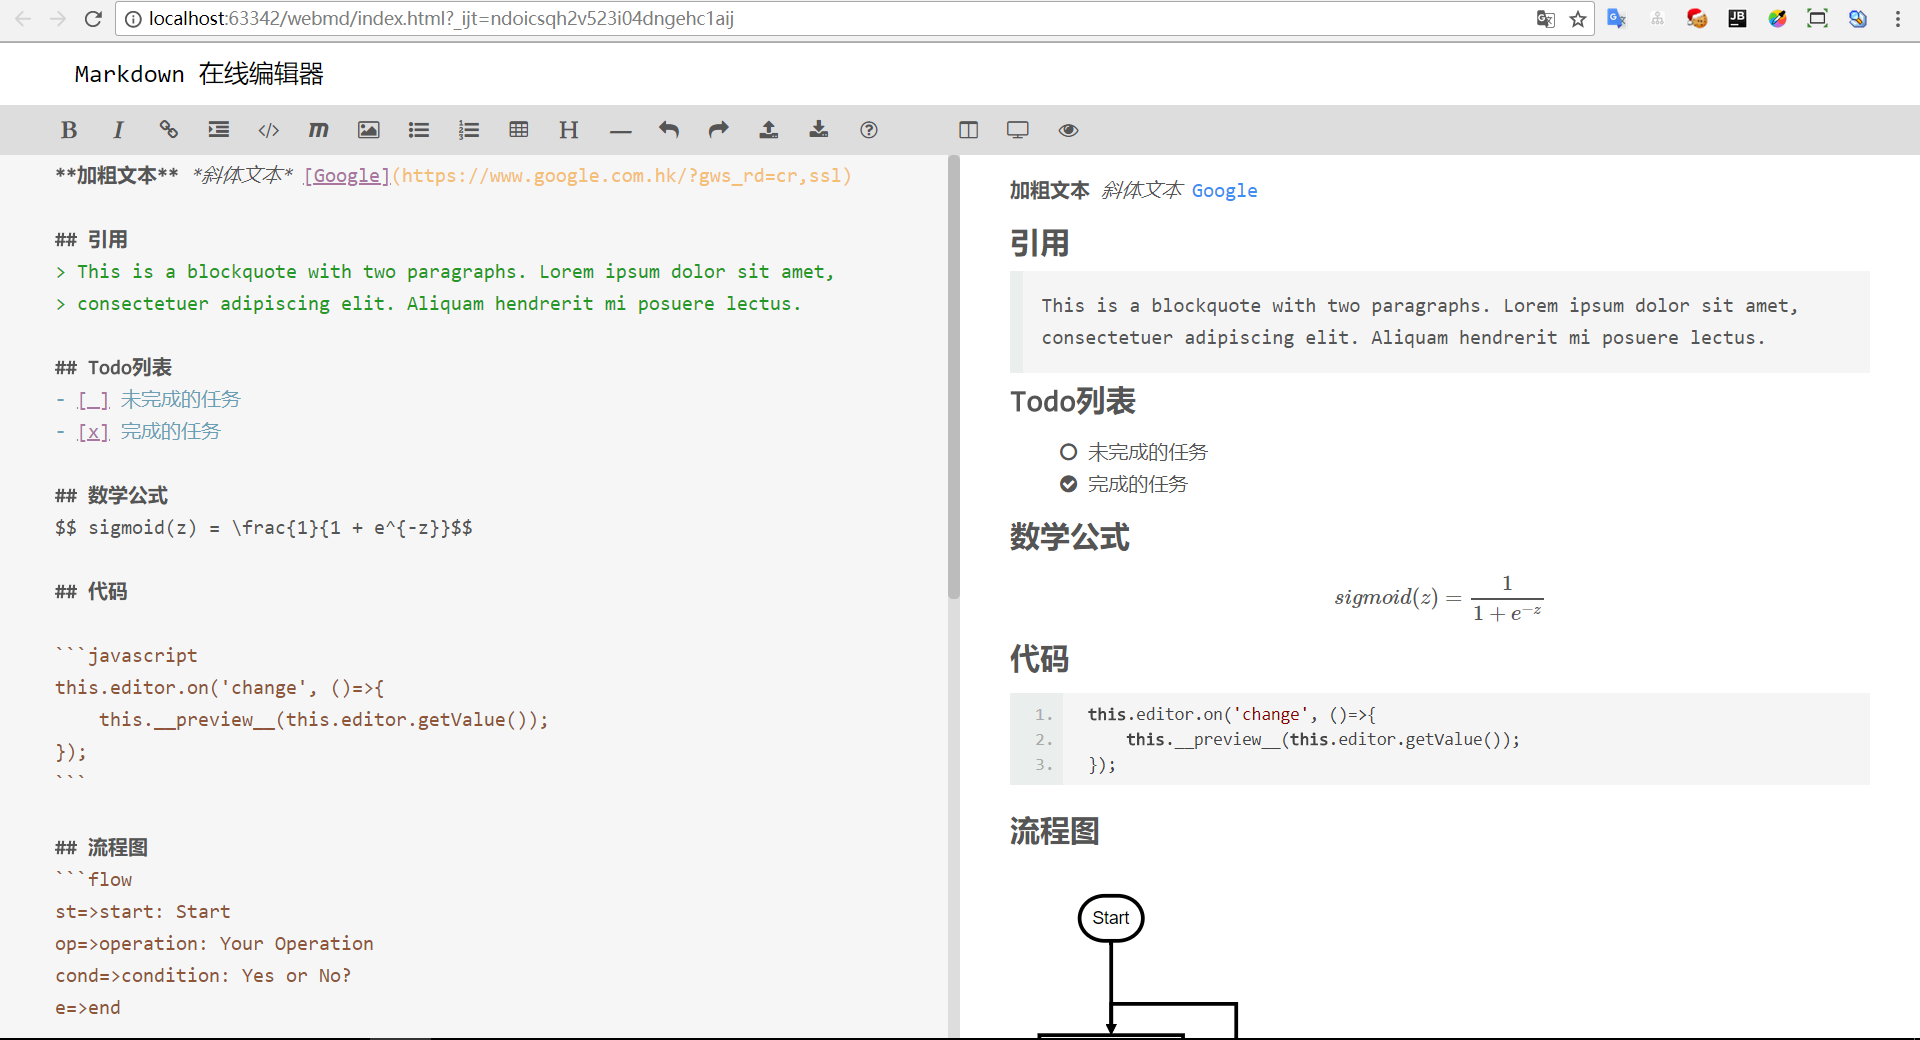 localhost:63342/webmd/index.html?_ijt=ndoicsqh2v523i04dngehc1aij
JB
Markdown 在线编辑器
B I </> m H
**加粗文本** *斜体文本* [Google](https://www.google.com.hk/?gws_rd=cr,ssl)
## 引用
> This is a blockquote with two paragraphs. Lorem ipsum dolor sit amet,
> consectetuer adipiscing elit. Aliquam hendrerit mi posuere lectus.
## Todo列表
- [_] 未完成的任务
- [x] 完成的任务
## 数学公式
$$ sigmoid(z) = \frac{1}{1 + e^{-z}}$$
## 代码
```javascript
this.editor.on('change', ()=>{
    this.__preview__(this.editor.getValue());
});
```
## 流程图
```flow
st=>start: Start
op=>operation: Your Operation
cond=>condition: Yes or No?
e=>end
加粗文本 斜体文本 Google
引用
This is a blockquote with two paragraphs. Lorem ipsum dolor sit amet,
consectetuer adipiscing elit. Aliquam hendrerit mi posuere lectus.
Todo列表
未完成的任务
完成的任务
数学公式
sigmoid(z) = 1 / (1 + e^{-z})
代码
1. this.editor.on('change', ()=>{
2.     this.__preview__(this.editor.getValue());
3. });
流程图
Start